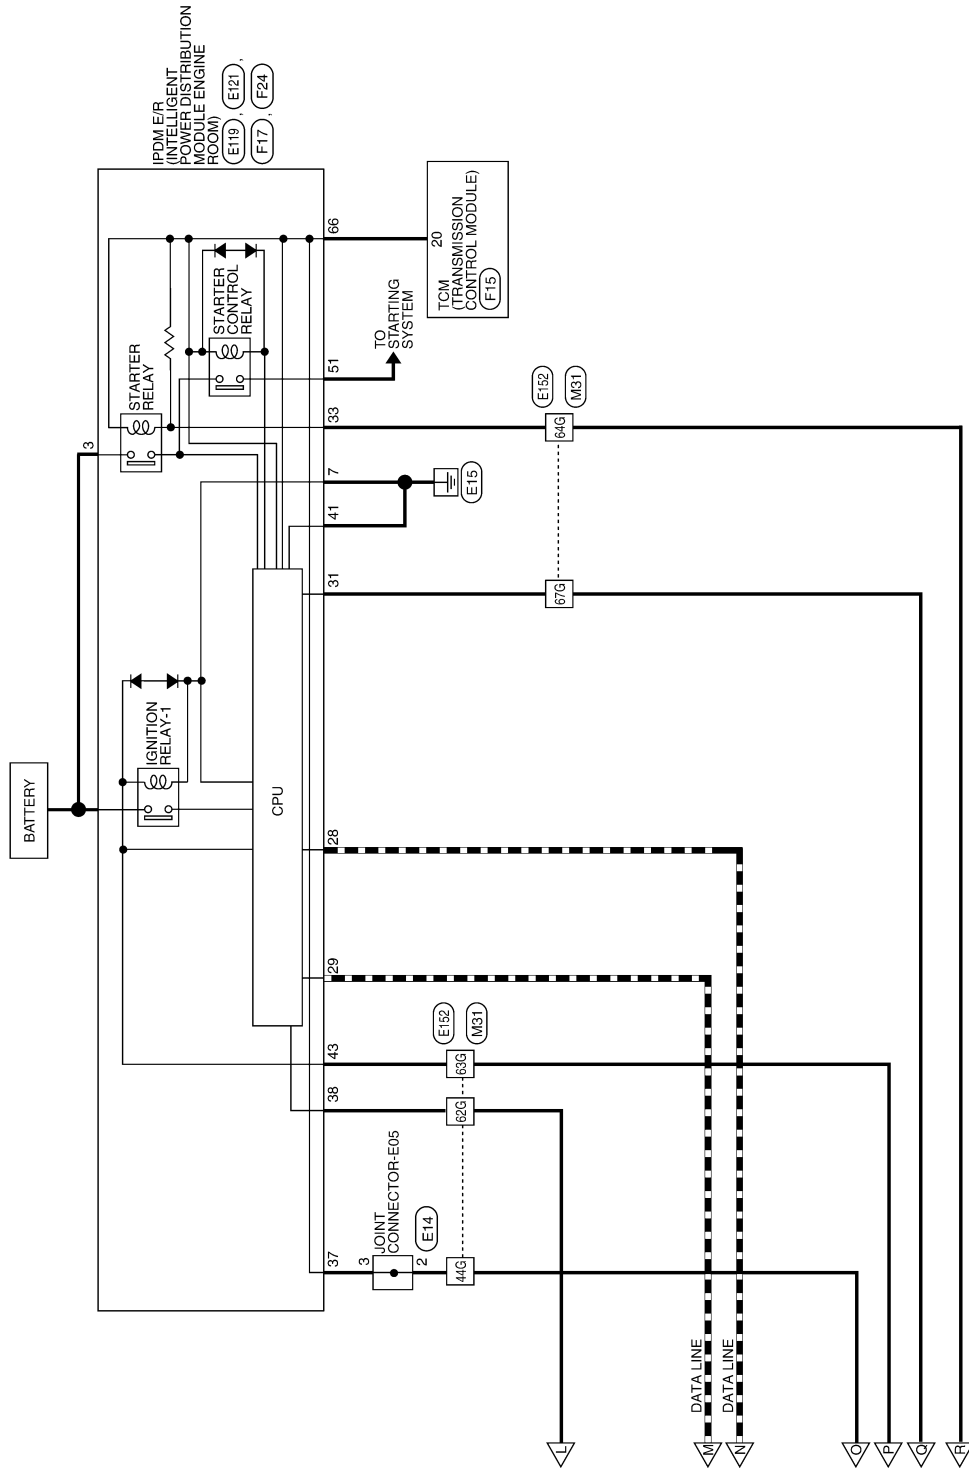 IPDM E/R
(INTELLIGENT
POWER DISTRIBUTION
MODULE ENGINE
ROOM)
E119 , E121 ,
F17 , F24
BATTERY
3
IGNITION
RELAY-1
STARTER
RELAY
STARTER
CONTROL
RELAY
CPU
37
38
43
29
28
31
41
7
33
51
66
3
JOINT
CONNECTOR-E05
2
E14
E152
M31
44G
62G
63G
E15
TO
STARTING
SYSTEM
20
TCM
(TRANSMISSION
CONTROL MODULE)
F15
E152
M31
67G
64G
DATA LINE
DATA LINE
L
M
N
O
P
Q
R